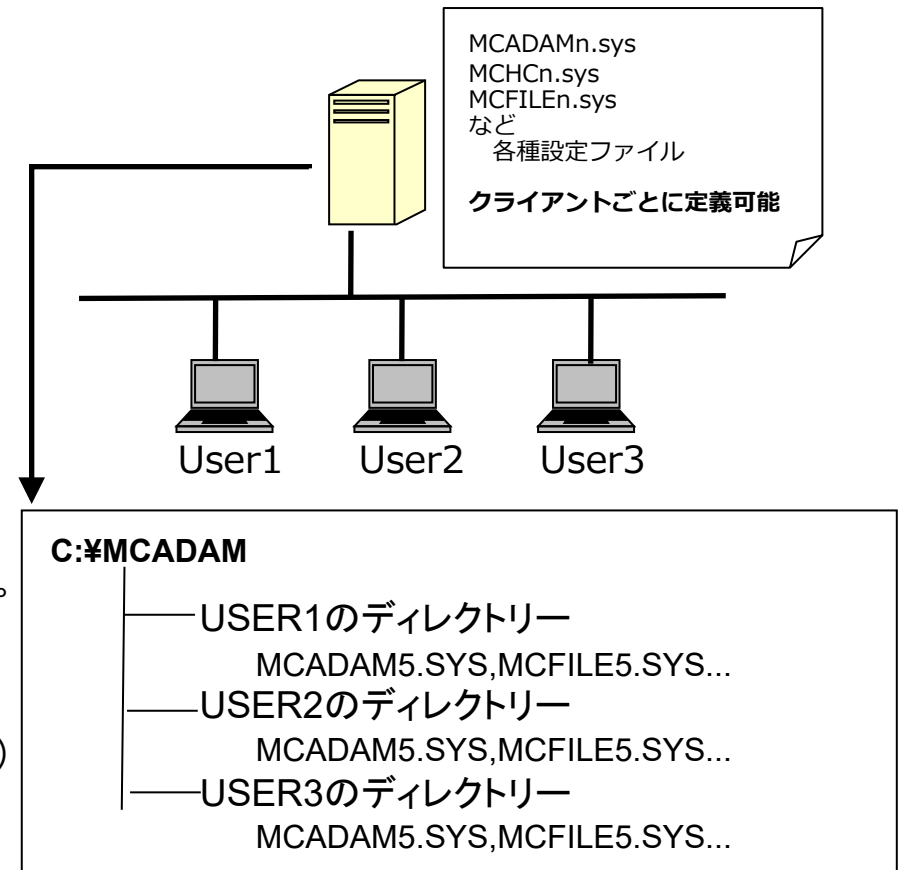 MCADAMn.sys
MCHCn.sys
MCFILEn.sys
など
各種設定ファイル
クライアントごとに定義可能
User1 User2 User3
C:¥MCADAM
。
USER1のディレクトリー
MCADAM5.SYS,MCFILE5.SYS...
USER2のディレクトリー
)
MCADAM5.SYS,MCFILE5.SYS...
USER3のディレクトリー
MCADAM5.SYS,MCFILE5.SYS...